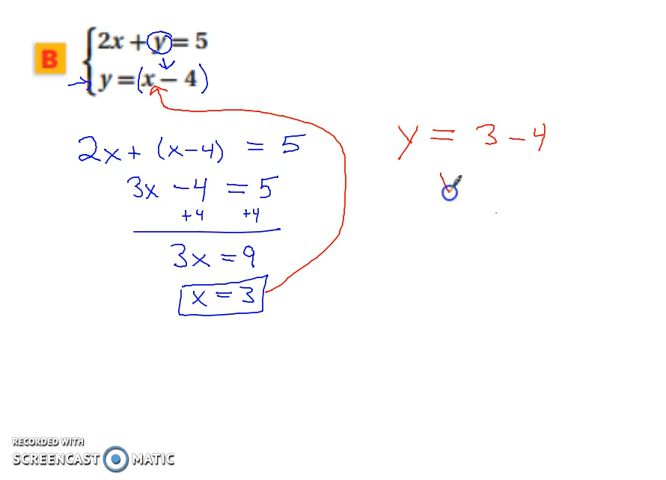 B
2x + y = 5
y = (x - 4)
2x + (x-4) = 5
3x - 4 = 5
+4 +4
3x = 9
x = 3
y = 3 - 4
RECORDED WITH
SCREENCAST MATIC